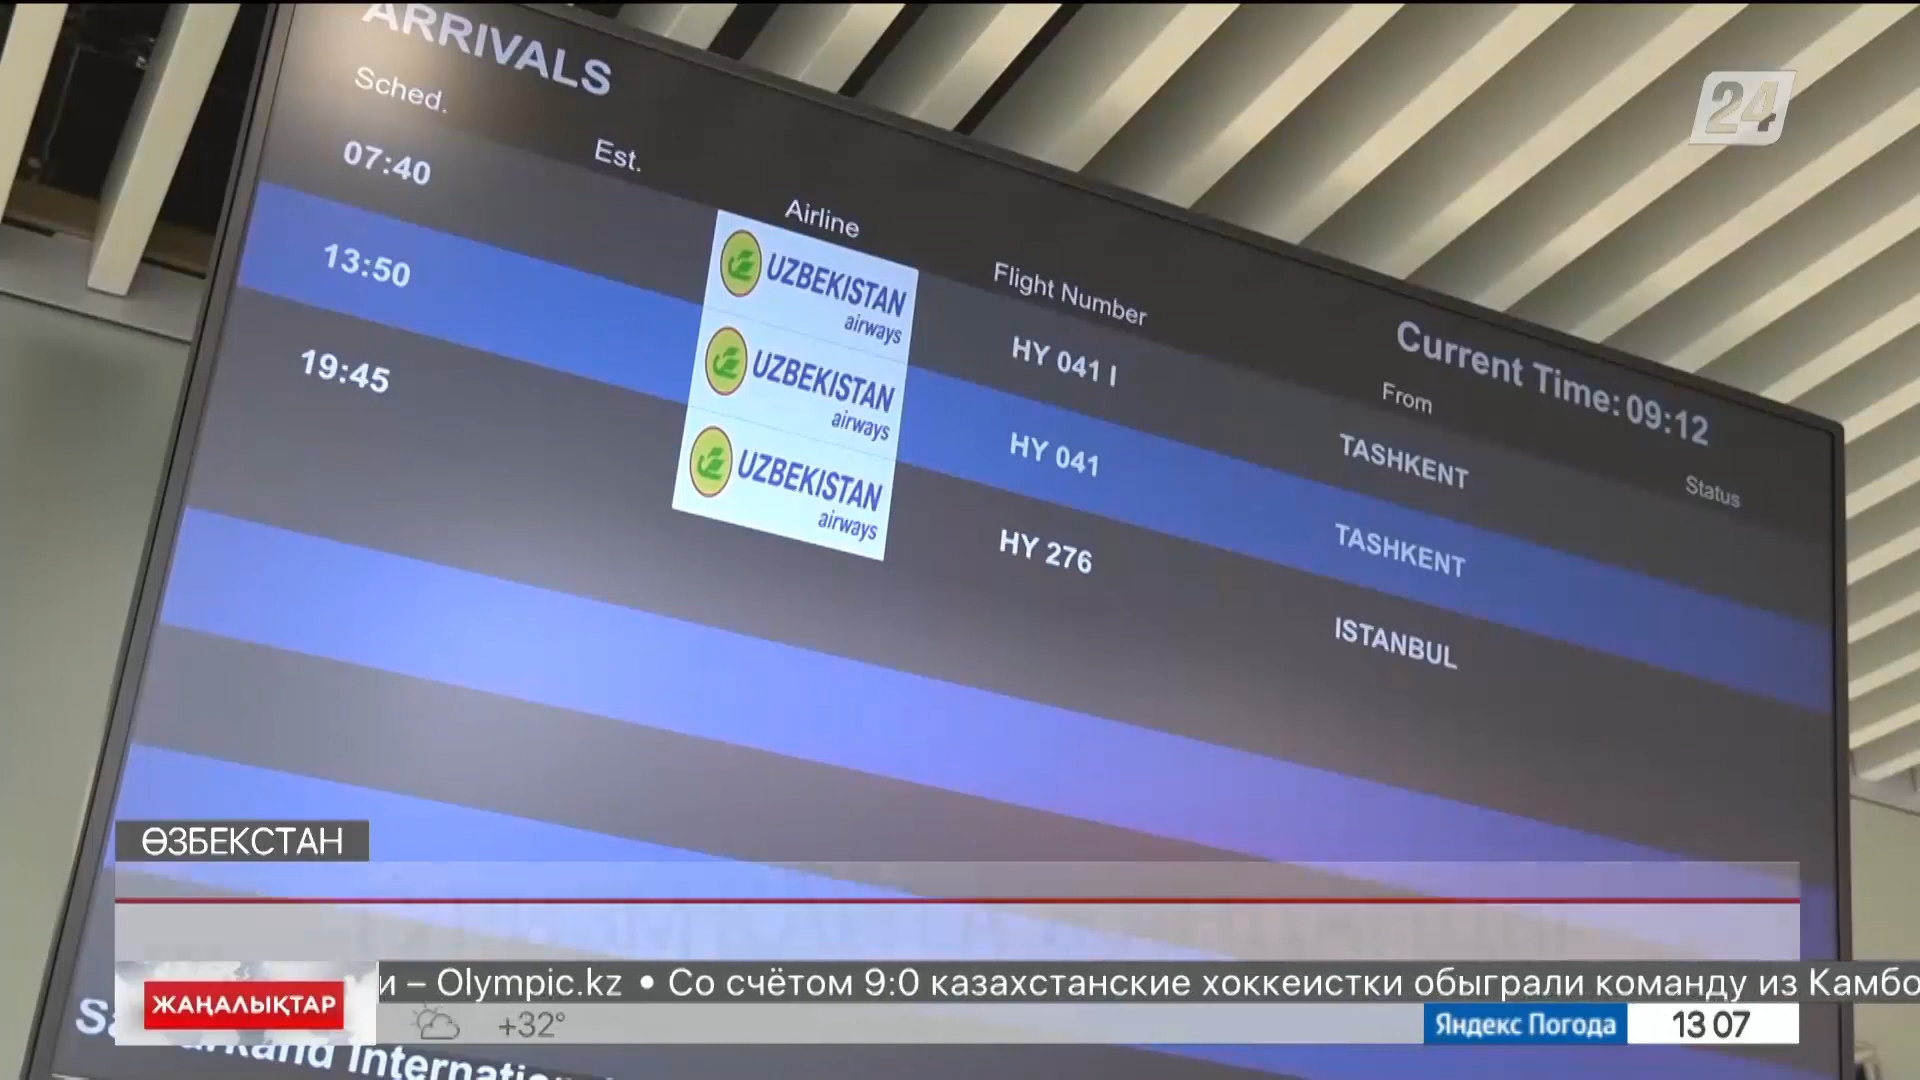 ARRIVALS
24
Sched. Est. Airline Flight Number From Status
Current Time: 09:12
07:40 UZBEKISTAN airways HY 041 I TASHKENT
13:50 UZBEKISTAN airways HY 041 TASHKENT
19:45 UZBEKISTAN airways HY 276 ISTANBUL
ӨЗБЕКСТАН
ЖАҢАЛЫҚТАР
и – Olympic.kz • Со счётом 9:0 казахстанские хоккеистки обыграли команду из Камбо
+32° Яндекс Погода 13 07